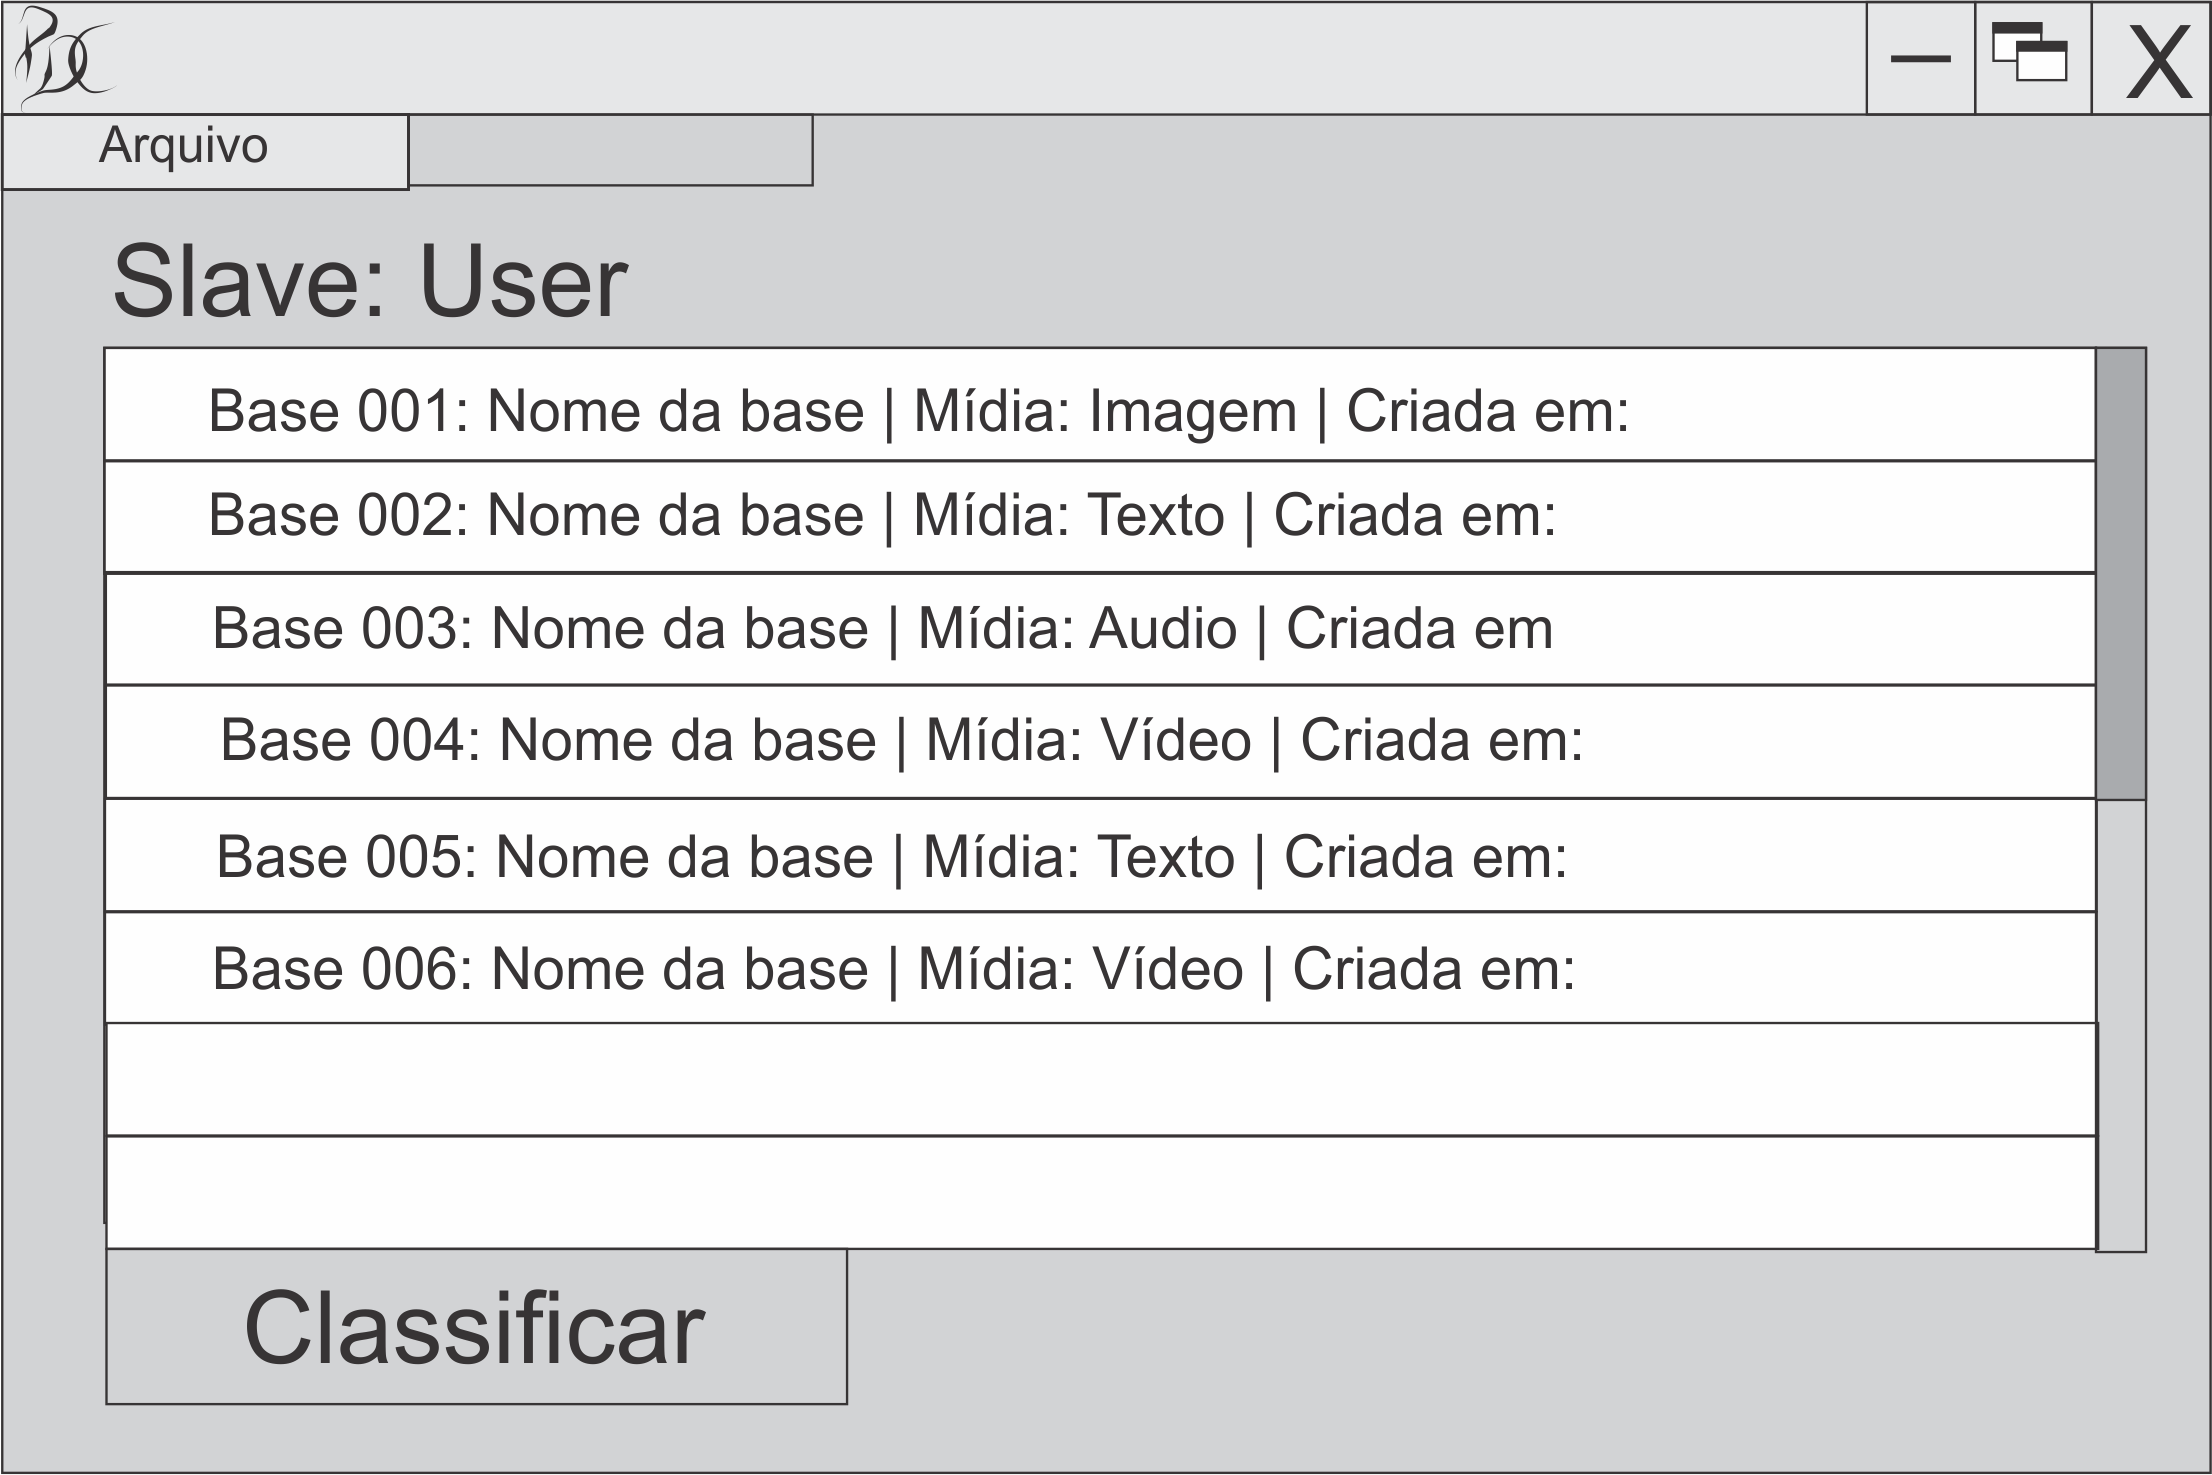 PDC
X
Arquivo
Slave: User
Base 001: Nome da base | Mídia: Imagem | Criada em:
Base 002: Nome da base | Mídia: Texto | Criada em:
Base 003: Nome da base | Mídia: Audio | Criada em
Base 004: Nome da base | Mídia: Vídeo | Criada em:
Base 005: Nome da base | Mídia: Texto | Criada em:
Base 006: Nome da base | Mídia: Vídeo | Criada em:
Classificar